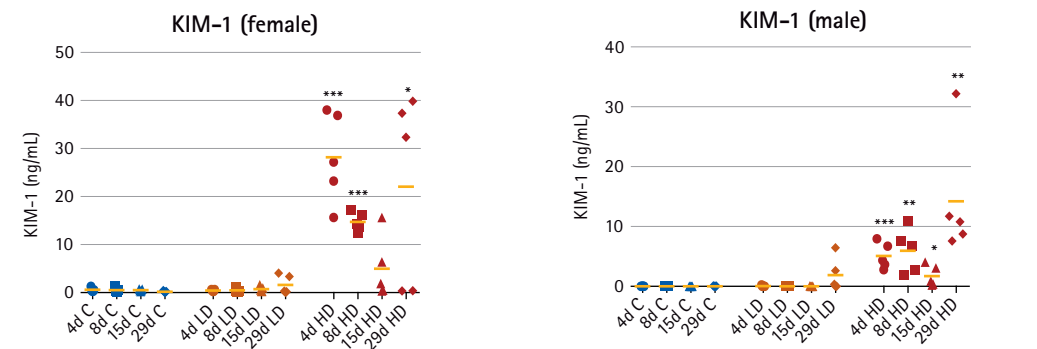 KIM-1 (female)
50
40
30
20
10
0
KIM-1 (ng/mL)
***
***
*
4d C
8d C
15d C
29d C
4d LD
8d LD
15d LD
29d LD
4d HD
8d HD
15d HD
29d HD
KIM-1 (male)
40
30
20
10
0
KIM-1 (ng/mL)
***
**
*
**
4d C
8d C
15d C
29d C
4d LD
8d LD
15d LD
29d LD
4d HD
8d HD
15d HD
29d HD